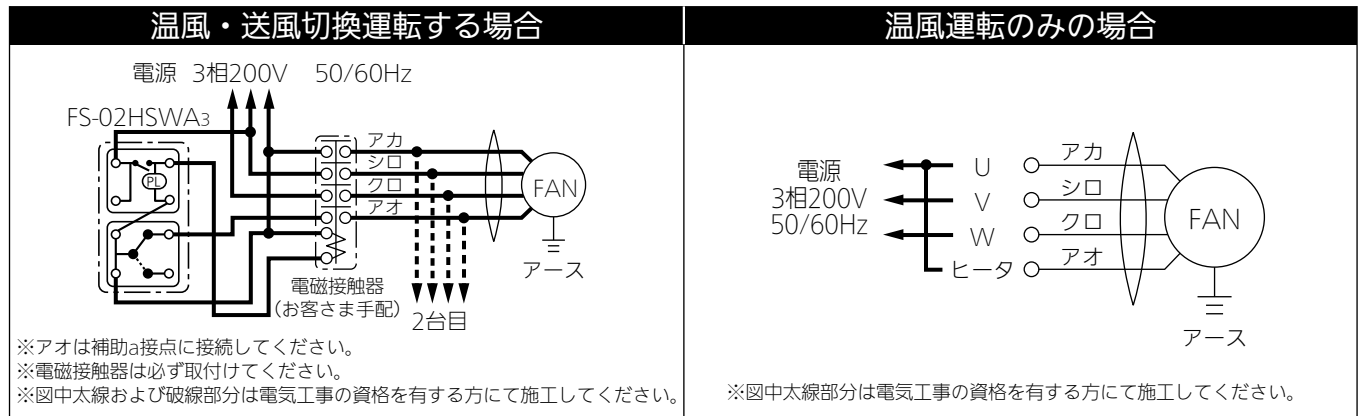 温風・送風切換運転する場合
電源 3相200V 50/60Hz
FS-02HSWA3
PL
アカ
シロ
クロ
アオ
FAN
アース
電磁接触器
(お客さま手配)
2台目
※アオは補助a接点に接続してください。
※電磁接触器は必ず取付けてください。
※図中太線および破線部分は電気工事の資格を有する方にて施工してください。
温風運転のみの場合
電源
3相200V
50/60Hz
U
V
W
ヒータ
アカ
シロ
クロ
アオ
FAN
アース
※図中太線部分は電気工事の資格を有する方にて施工してください。